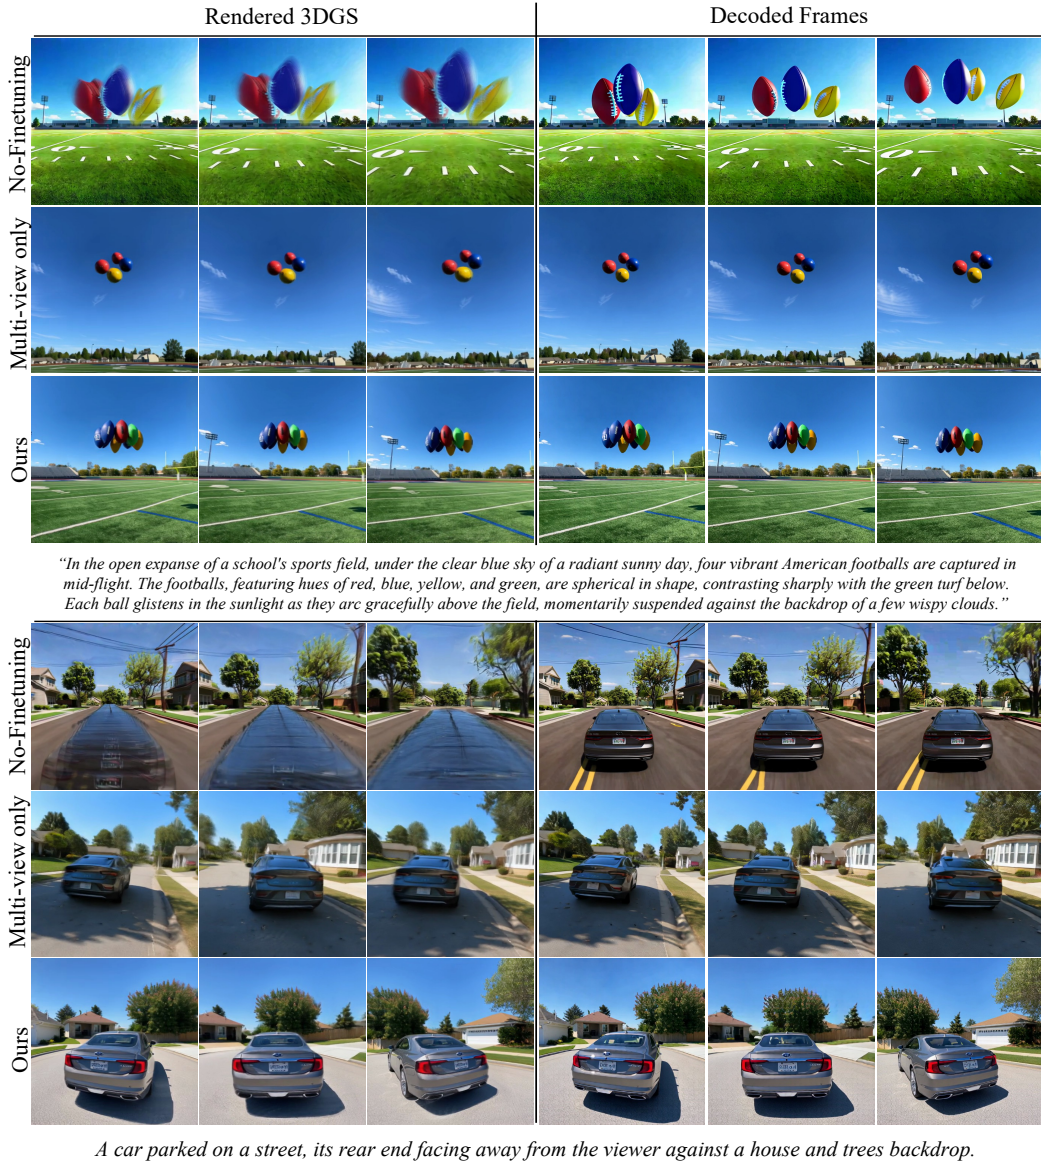 Rendered 3DGS
Decoded Frames
No-Finetuning
Multi-view only
Ours
“In the open expanse of a school's sports field, under the clear blue sky of a radiant sunny day, four vibrant American footballs are captured in
mid-flight. The footballs, featuring hues of red, blue, yellow, and green, are spherical in shape, contrasting sharply with the green turf below.
Each ball glistens in the sunlight as they arc gracefully above the field, momentarily suspended against the backdrop of a few wispy clouds.”
No-Finetuning
Multi-view only
Ours
A car parked on a street, its rear end facing away from the viewer against a house and trees backdrop.